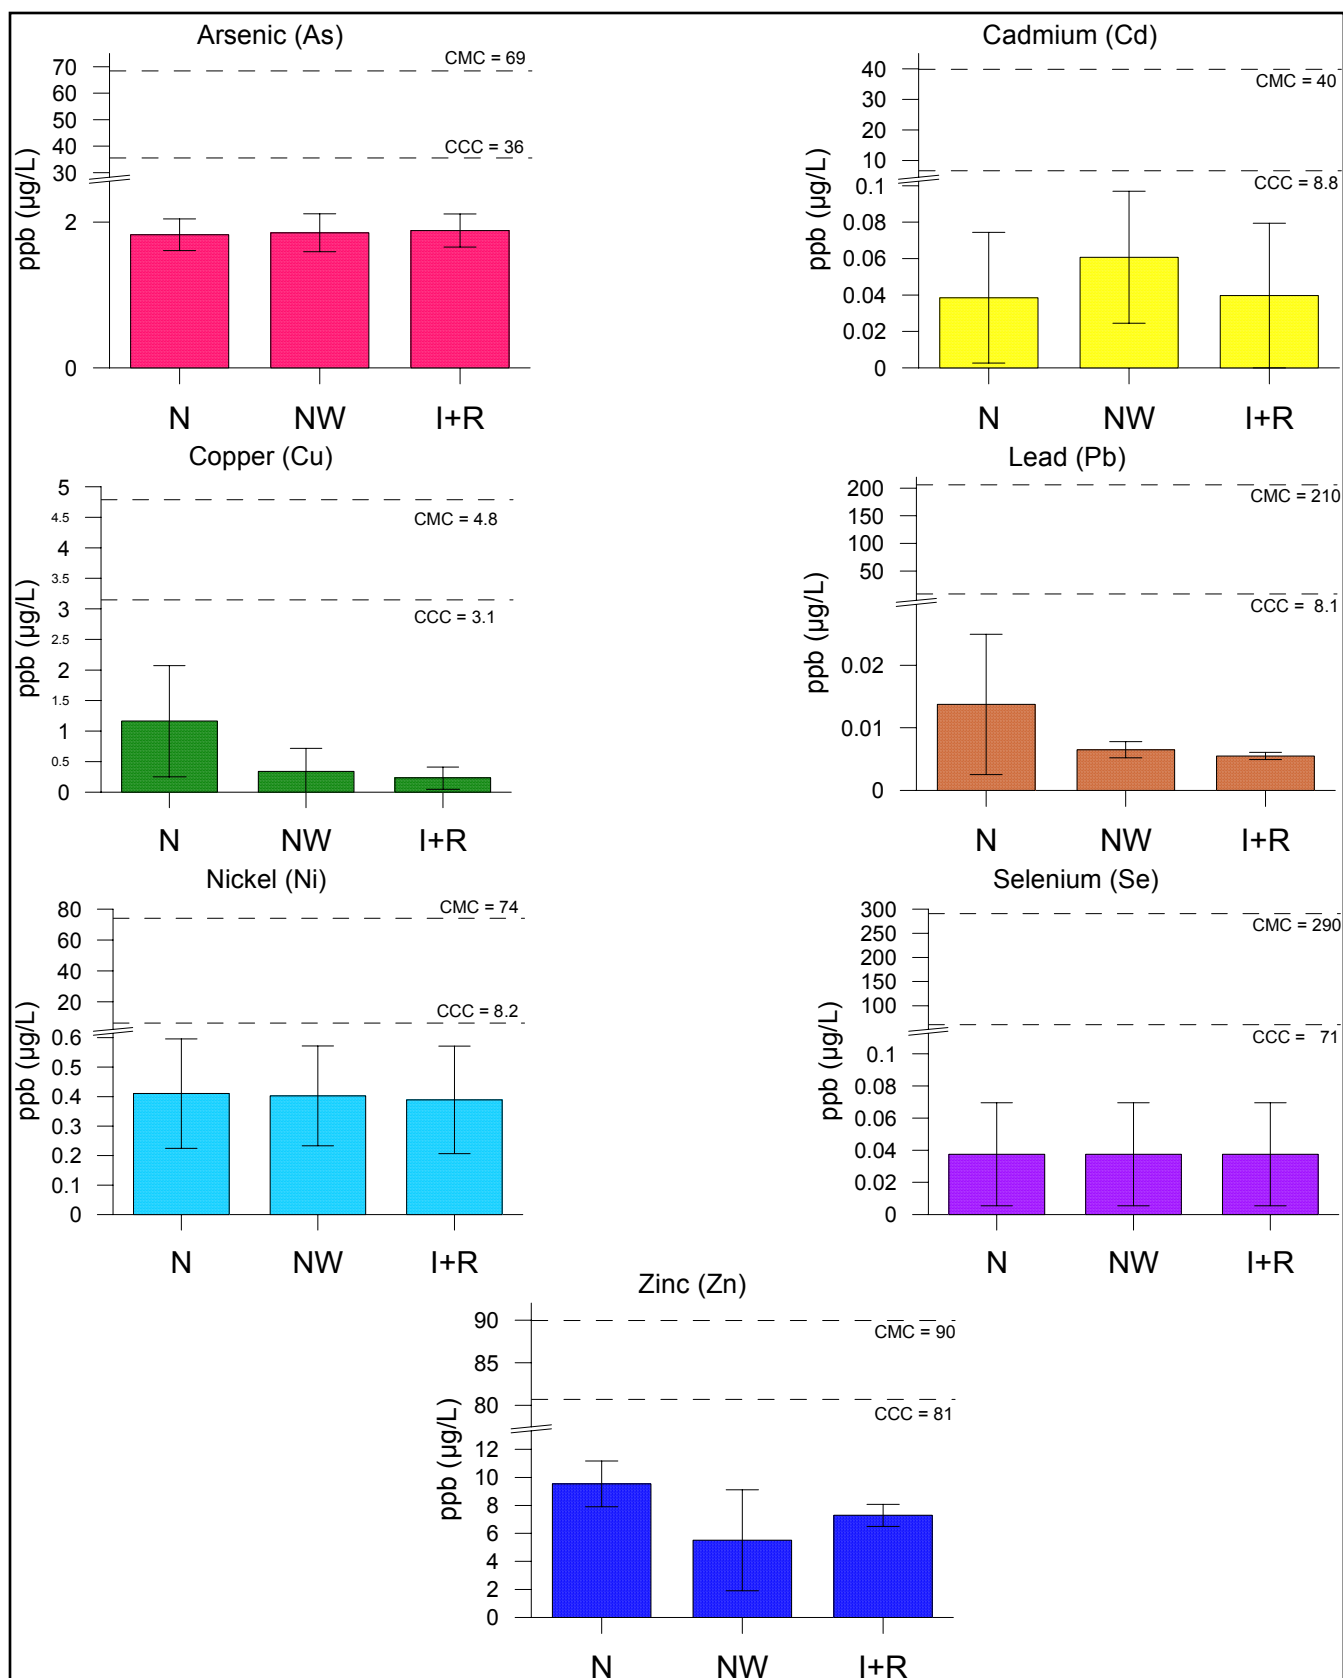 Arsenic (As)
CMC = 69
70
60
50
40
30
CCC = 36
2
0
ppb (µg/L)
N NW I+R
Cadmium (Cd)
40
30
20
10
CMC = 40
CCC = 8.8
0.1
0.08
0.06
0.04
0.02
0
ppb (µg/L)
N NW I+R
Copper (Cu)
5
4.5
4
3.5
3
2.5
2
1.5
1
0.5
0
CMC = 4.8
CCC = 3.1
ppb (µg/L)
N NW I+R
Lead (Pb)
200
150
100
50
CMC = 210
CCC = 8.1
0.02
0.01
0
ppb (µg/L)
N NW I+R
Nickel (Ni)
80
60
40
20
CMC = 74
CCC = 8.2
0.6
0.5
0.4
0.3
0.2
0.1
0
ppb (µg/L)
N NW I+R
Selenium (Se)
300
250
200
150
100
CMC = 290
CCC = 71
0.1
0.08
0.06
0.04
0.02
0
ppb (µg/L)
N NW I+R
Zinc (Zn)
90
85
80
CMC = 90
CCC = 81
12
10
8
6
4
2
0
ppb (µg/L)
N NW I+R